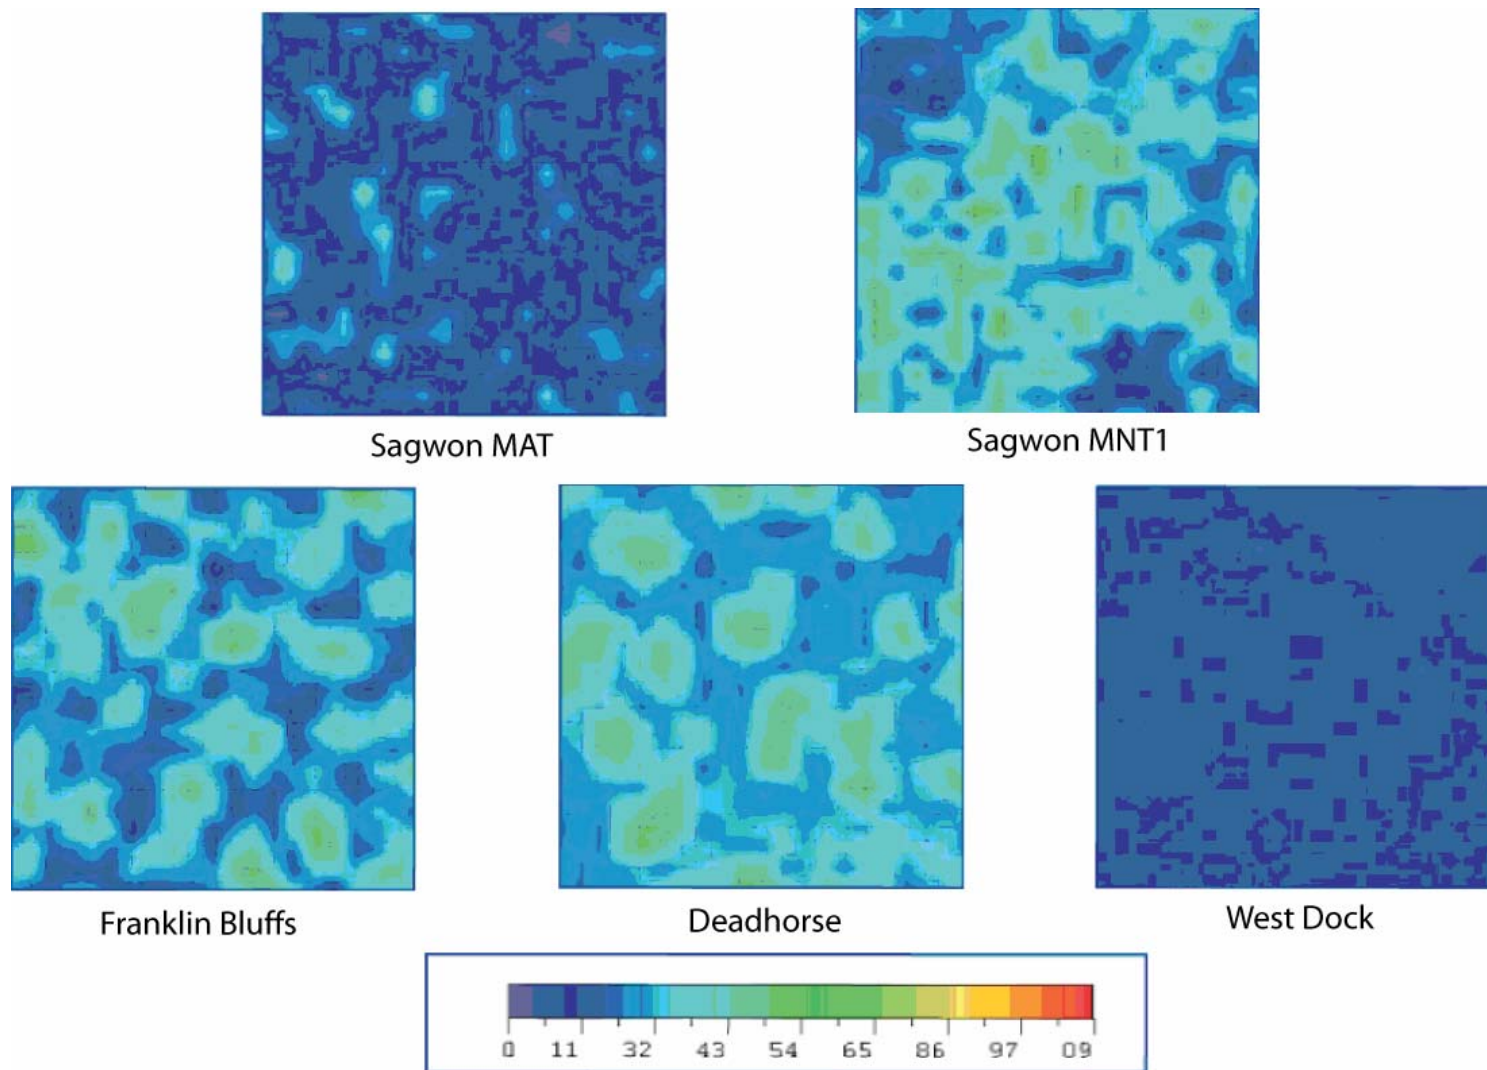 Sagwon MAT
Sagwon MNT1
Franklin Bluffs
Deadhorse
West Dock
0 11 32 43 54 65 86 97 09